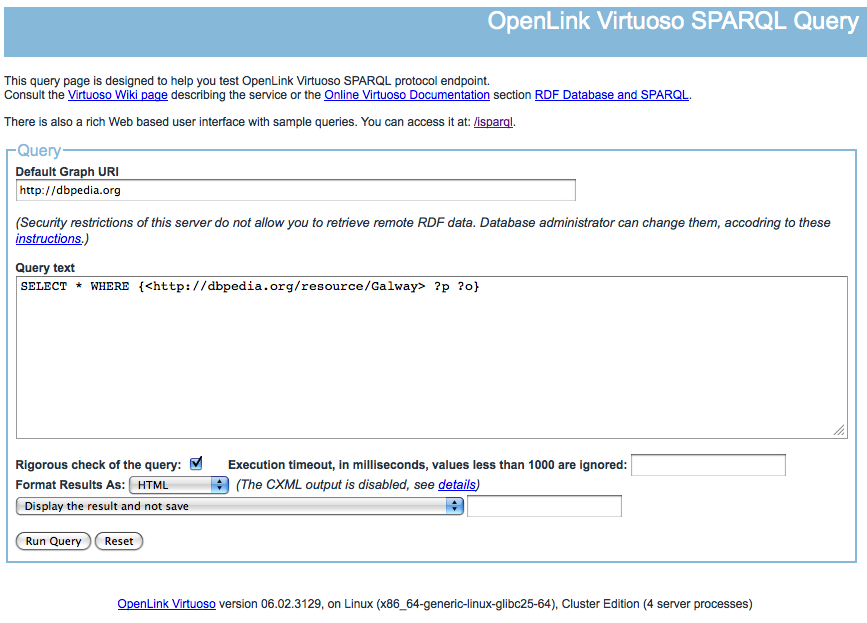 OpenLink Virtuoso SPARQL Query
This query page is designed to help you test OpenLink Virtuoso SPARQL protocol endpoint.
Consult the Virtuoso Wiki page describing the service or the Online Virtuoso Documentation section RDF Database and SPARQL.
There is also a rich Web based user interface with sample queries. You can access it at: /isparql.
Query
Default Graph URI
http://dbpedia.org
(Security restrictions of this server do not allow you to retrieve remote RDF data. Database administrator can change them, accodring to these
instructions.)
Query text
SELECT * WHERE {<http://dbpedia.org/resource/Galway> ?p ?o}
Rigorous check of the query: Execution timeout, in milliseconds, values less than 1000 are ignored:
Format Results As: HTML (The CXML output is disabled, see details)
Display the result and not save
Run Query Reset
OpenLink Virtuoso version 06.02.3129, on Linux (x86_64-generic-linux-glibc25-64), Cluster Edition (4 server processes)